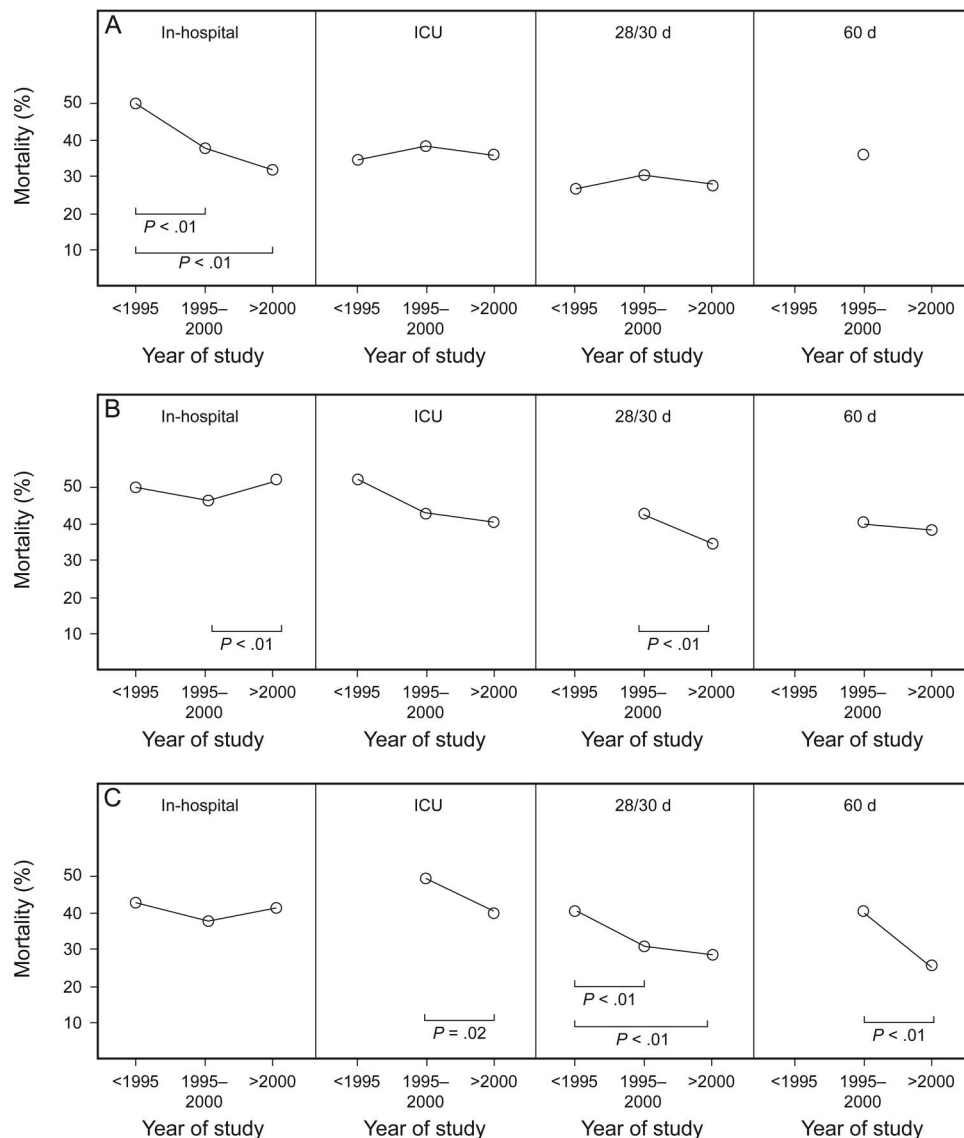 A
In-hospital
ICU
28/30 d
60 d
Mortality (%)
50
40
30
20
10
P < .01
P < .01
<1995 1995–2000 >2000
<1995 1995–2000 >2000
<1995 1995–2000 >2000
<1995 1995–2000 >2000
Year of study
Year of study
Year of study
Year of study
B
In-hospital
ICU
28/30 d
60 d
Mortality (%)
50
40
30
20
10
P < .01
P < .01
<1995 1995–2000 >2000
<1995 1995–2000 >2000
<1995 1995–2000 >2000
<1995 1995–2000 >2000
Year of study
Year of study
Year of study
Year of study
C
In-hospital
ICU
28/30 d
60 d
Mortality (%)
50
40
30
20
10
P = .02
P < .01
P < .01
P < .01
<1995 1995–2000 >2000
<1995 1995–2000 >2000
<1995 1995–2000 >2000
<1995 1995–2000 >2000
Year of study
Year of study
Year of study
Year of study